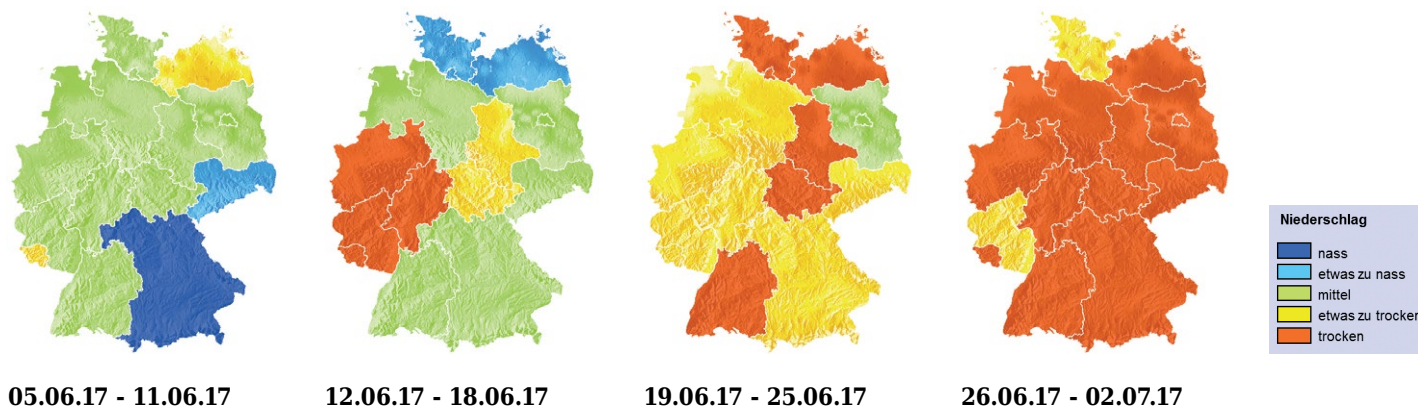 Niederschlag
nass
etwas zu nass
mittel
etwas zu trocken
trocken
05.06.17 - 11.06.17
12.06.17 - 18.06.17
19.06.17 - 25.06.17
26.06.17 - 02.07.17